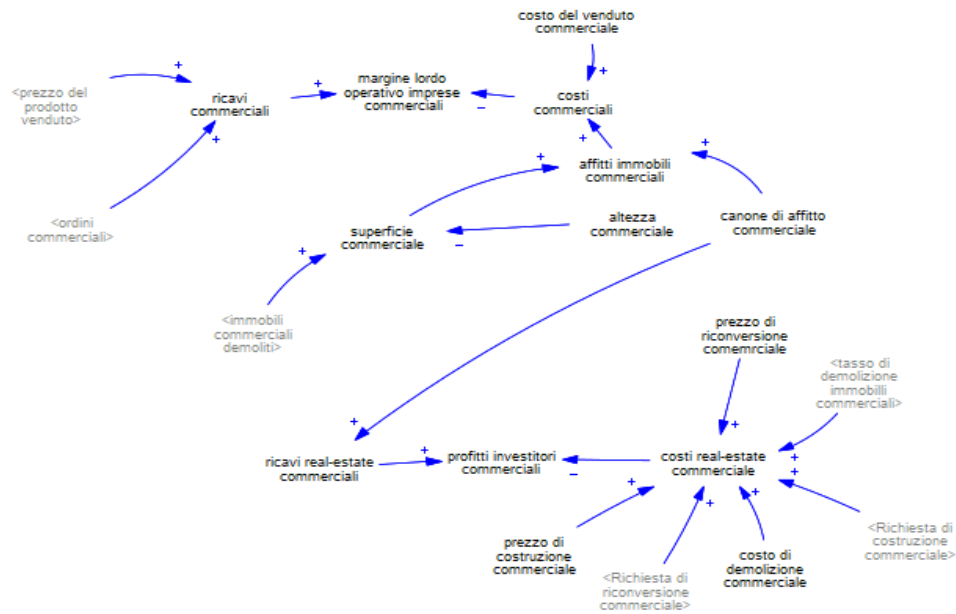 costo del venduto
commerciale
+
+
<prezzo del
prodotto
venduto>
ricavi
commerciali
+
margine lordo
operativo imprese
commerciali
–
costi
commerciali
+
+
+
+
affitti immobili
commerciali
<ordini
commerciali>
superficie
commerciale
–
altezza
commerciale
canone di affitto
commerciale
+
<immobili
commerciali
demoliti>
prezzo di
riconversione
comemrciale
<tasso di
demolizione
immobilli
commerciali>
+
+
ricavi real-estate
commerciali
+
profitti investitori
commerciali
–
costi real-estate
commerciale
+
+
+
+
+
prezzo di
costruzione
commerciale
<Richiesta di
riconversione
commerciale>
costo di
demolizione
commerciale
<Richiesta di
costruzione
commerciale>